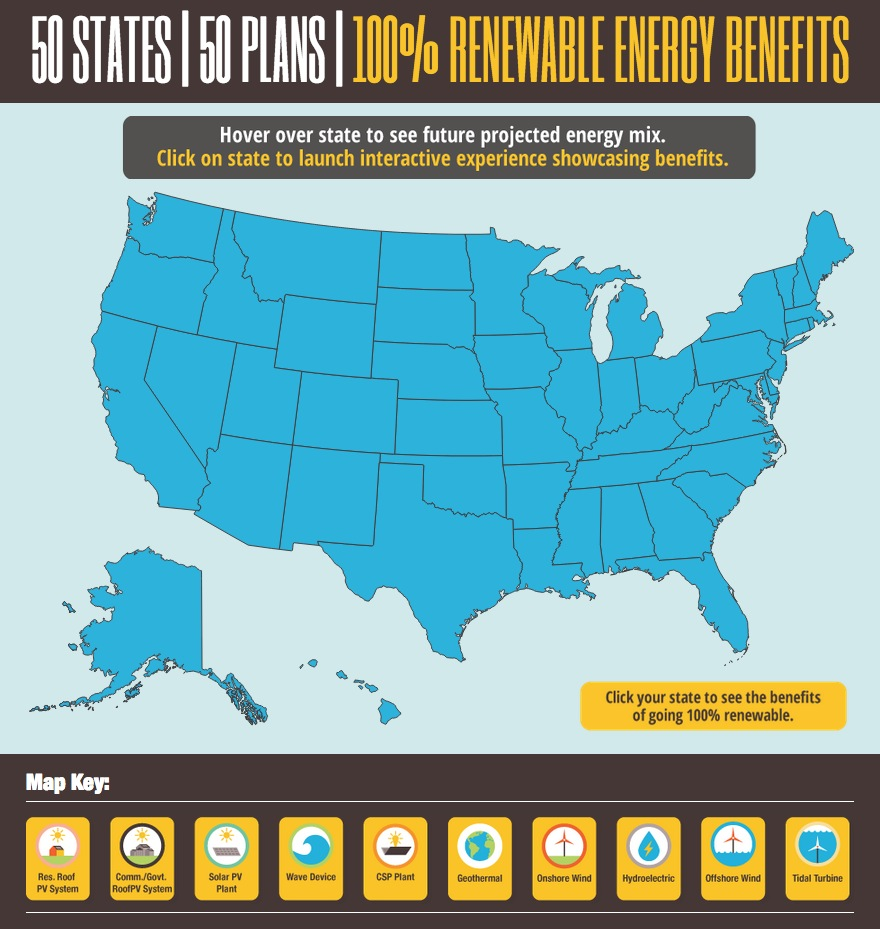 50 STATES | 50 PLANS | 100% RENEWABLE ENERGY BENEFITS
Hover over state to see future projected energy mix.
Click on state to launch interactive experience showcasing benefits.
Click your state to see the benefits
of going 100% renewable.
Map Key:
Res. Roof
PV System
Comm./Govt.
RoofPV System
Solar PV
Plant
Wave Device
CSP Plant
Geothermal
Onshore Wind
Hydroelectric
Offshore Wind
Tidal Turbine